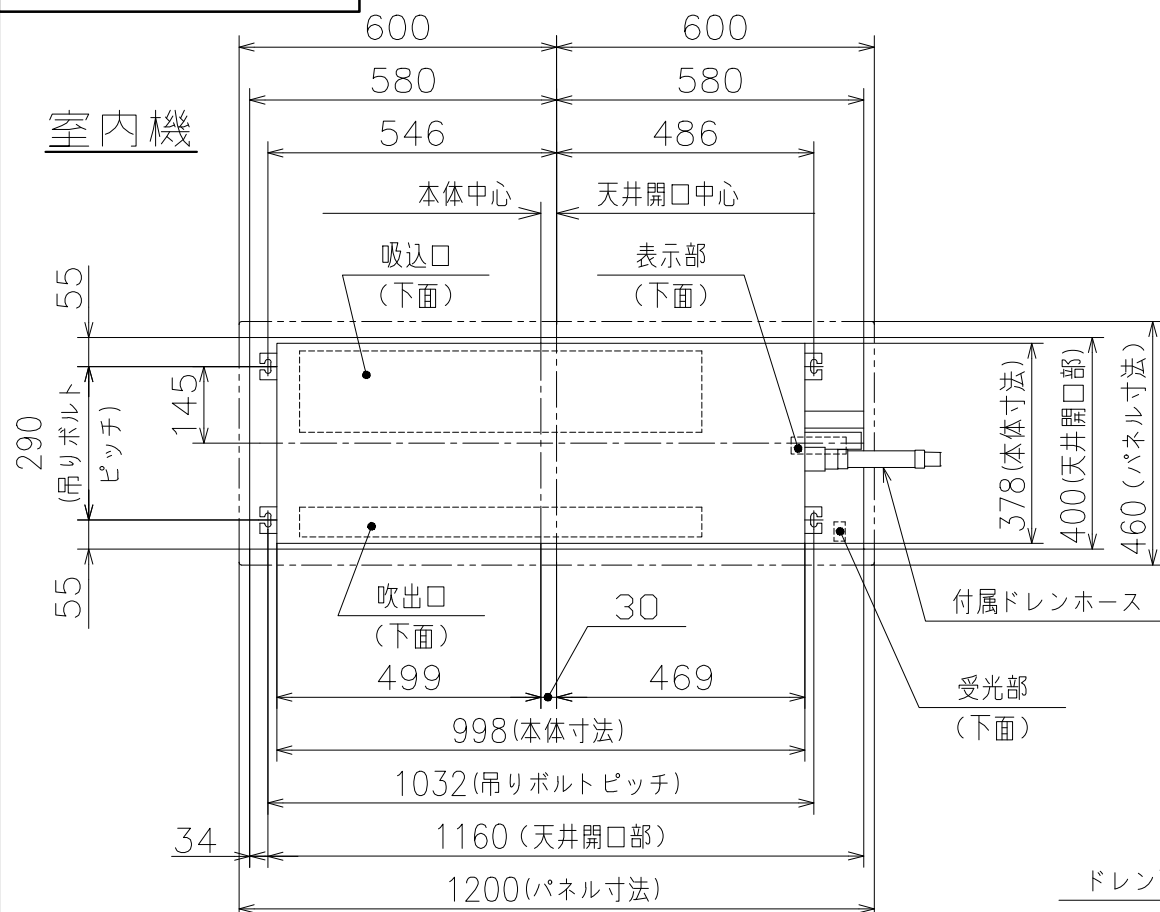 600 600
580 580
室内機
546 486
本体中心 天井開口中心
吸込口 表示部
(下面) (下面)
55
145
290
(吊りボルト
ピッチ)
55
378(本体寸法)
400(天井開口部)
460(パネル寸法)
吹出口
(下面)
30
付属ドレンホース
499 469
受光部
(下面)
998(本体寸法)
1032(吊りボルトピッチ)
34
1160(天井開口部)
1200(パネル寸法)
ドレン